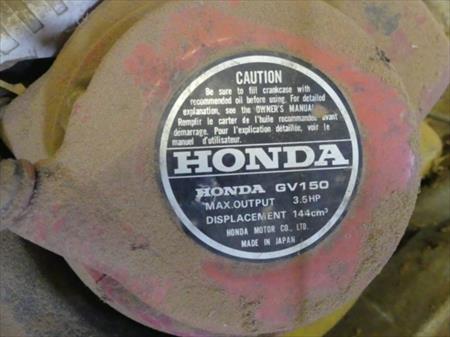 CAUTION
Be sure to fill crankcase with
recommended oil before using. For detailed
explanation, see the OWNER'S MANUAL.
Remplir le carter de l'huile recommandée avant
démarrage. Pour l'explication détaillée, voir le
manuel d'utilisateur.
HONDA
HONDA GV150
MAX.OUTPUT 3.5HP
DISPLACEMENT 144cm³
HONDA MOTOR CO., LTD.
MADE IN JAPAN